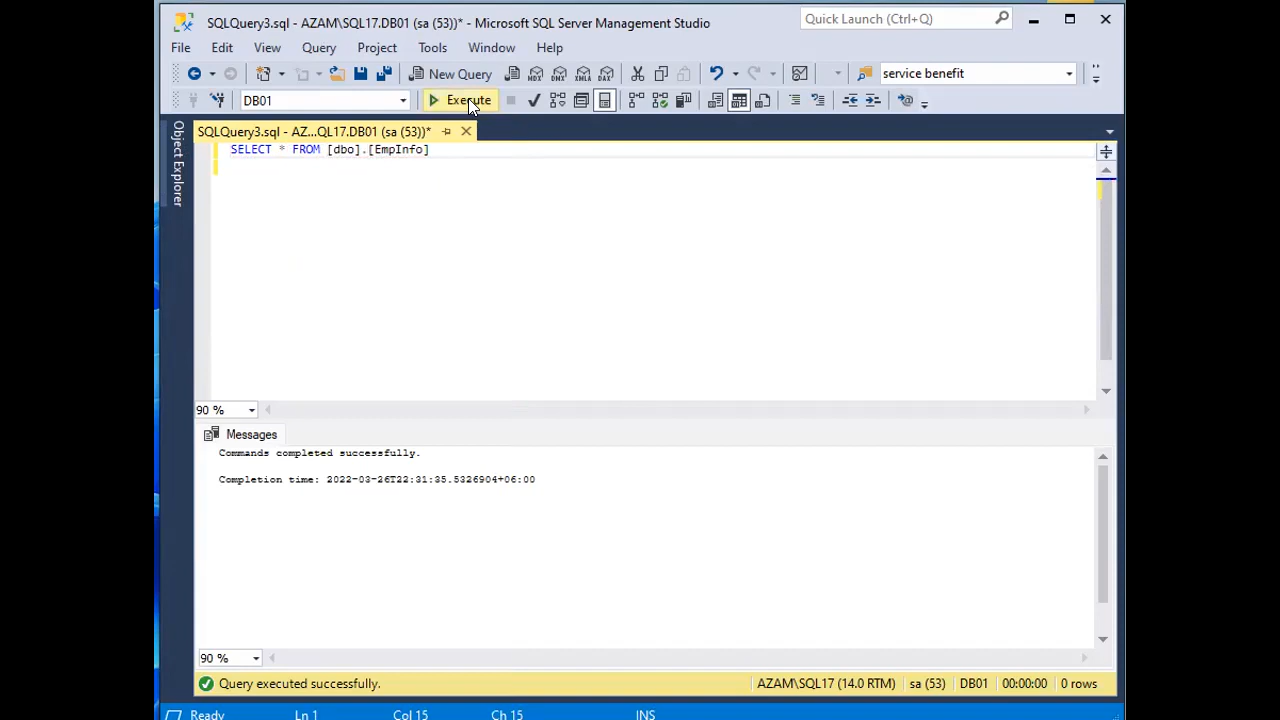 SQLQuery3.sql - AZAM\SQL17.DB01 (sa (53))* - Microsoft SQL Server Management Studio
Quick Launch (Ctrl+Q)
File Edit View Query Project Tools Window Help
New Query
service benefit
DB01
Execute
SQLQuery3.sql - AZ...QL17.DB01 (sa (53))*
Object Explorer
SELECT * FROM [dbo].[EmpInfo]
90 %
Messages
Commands completed successfully.
Completion time: 2022-03-26T22:31:35.5326904+06:00
90 %
Query executed successfully.
AZAM\SQL17 (14.0 RTM) sa (53) DB01 00:00:00 0 rows
Ready Ln 1 Col 15 Ch 15 INS